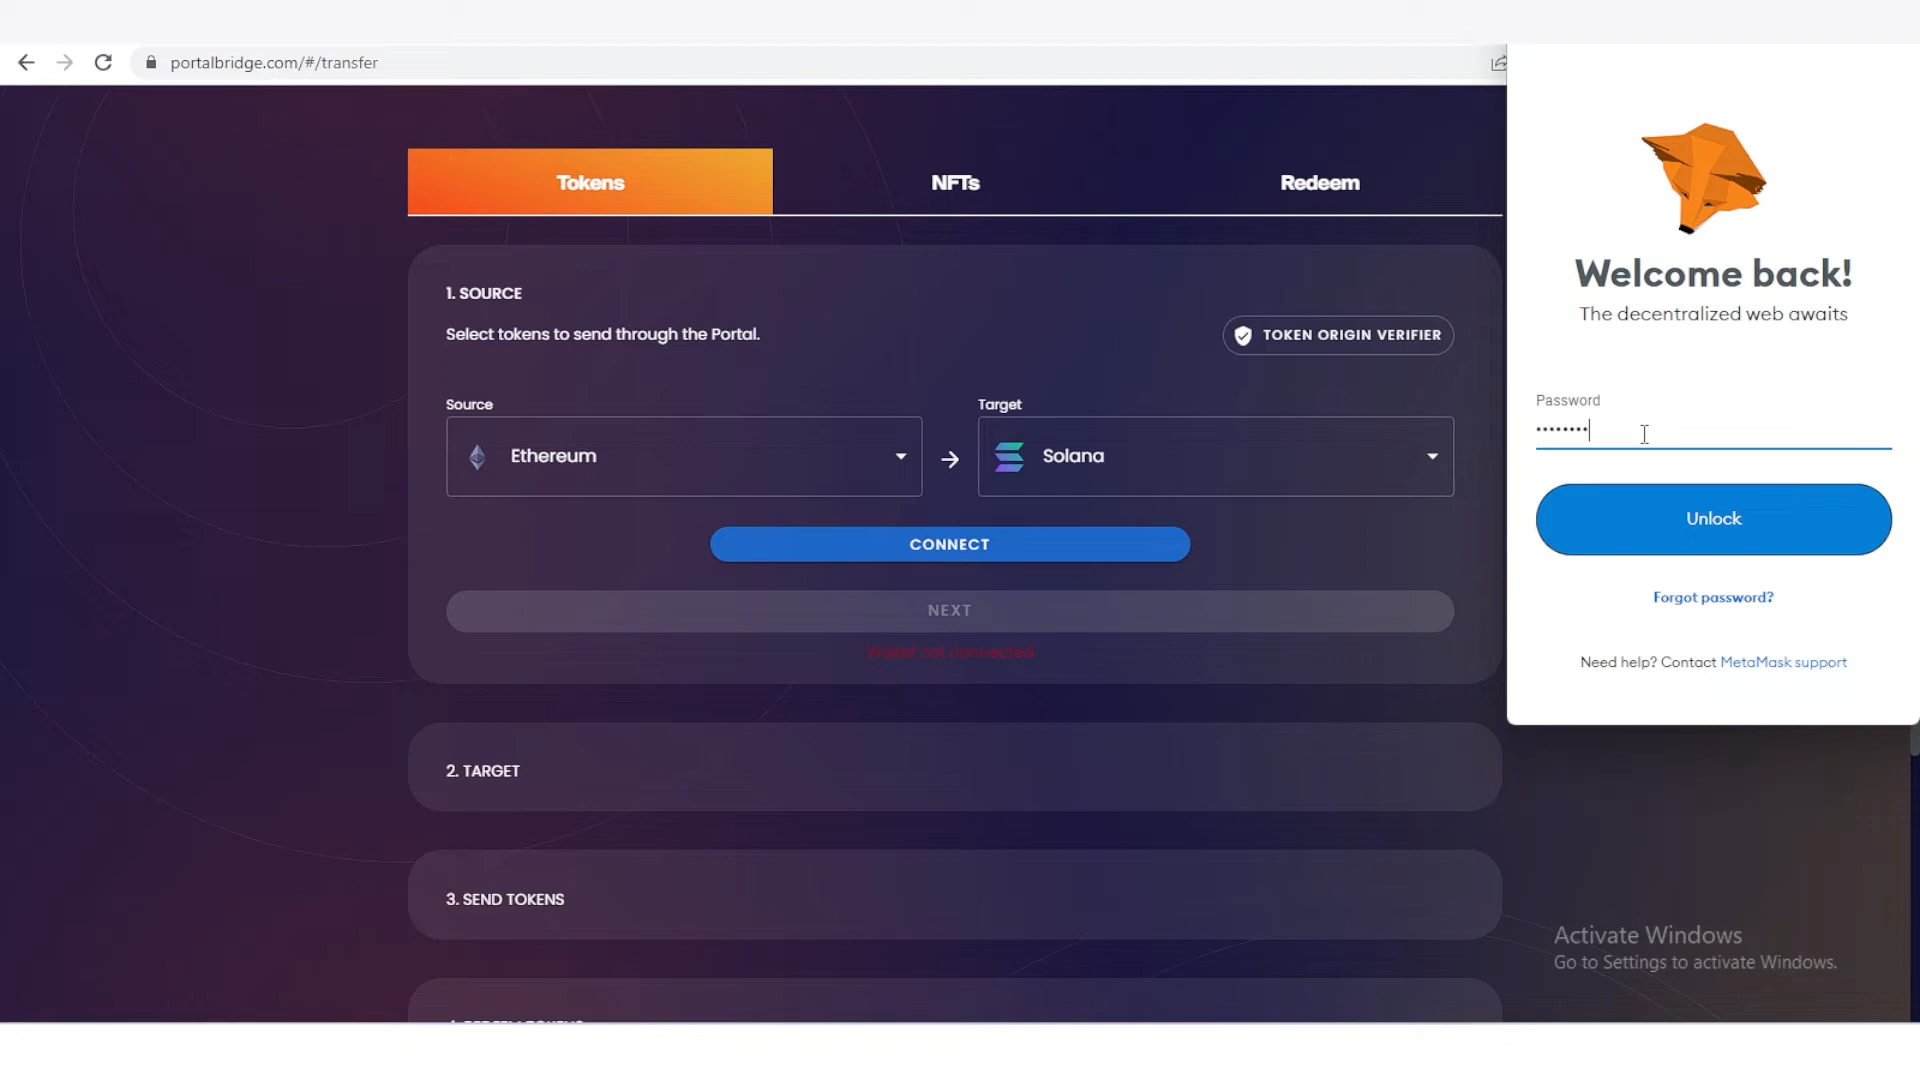 portalbridge.com/#/transfer
Tokens
NFTs
Redeem
1. SOURCE
Select tokens to send through the Portal.
TOKEN ORIGIN VERIFIER
Source
Target
Ethereum
Solana
CONNECT
NEXT
Wallet not connected
2. TARGET
3. SEND TOKENS
Welcome back!
The decentralized web awaits
Password
••••••••
Unlock
Forgot password?
Need help? Contact MetaMask support
Activate Windows
Go to Settings to activate Windows.